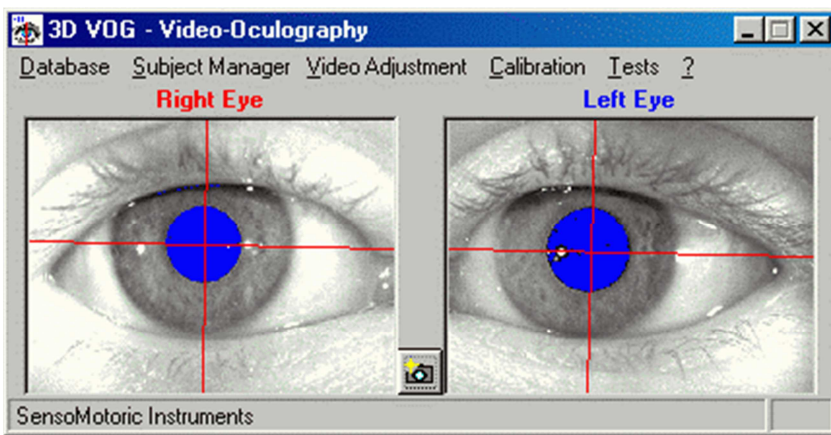 3D VOG - Video-Oculography
Database Subject Manager Video Adjustment Calibration Tests ?
Right Eye Left Eye
SensoMotoric Instruments